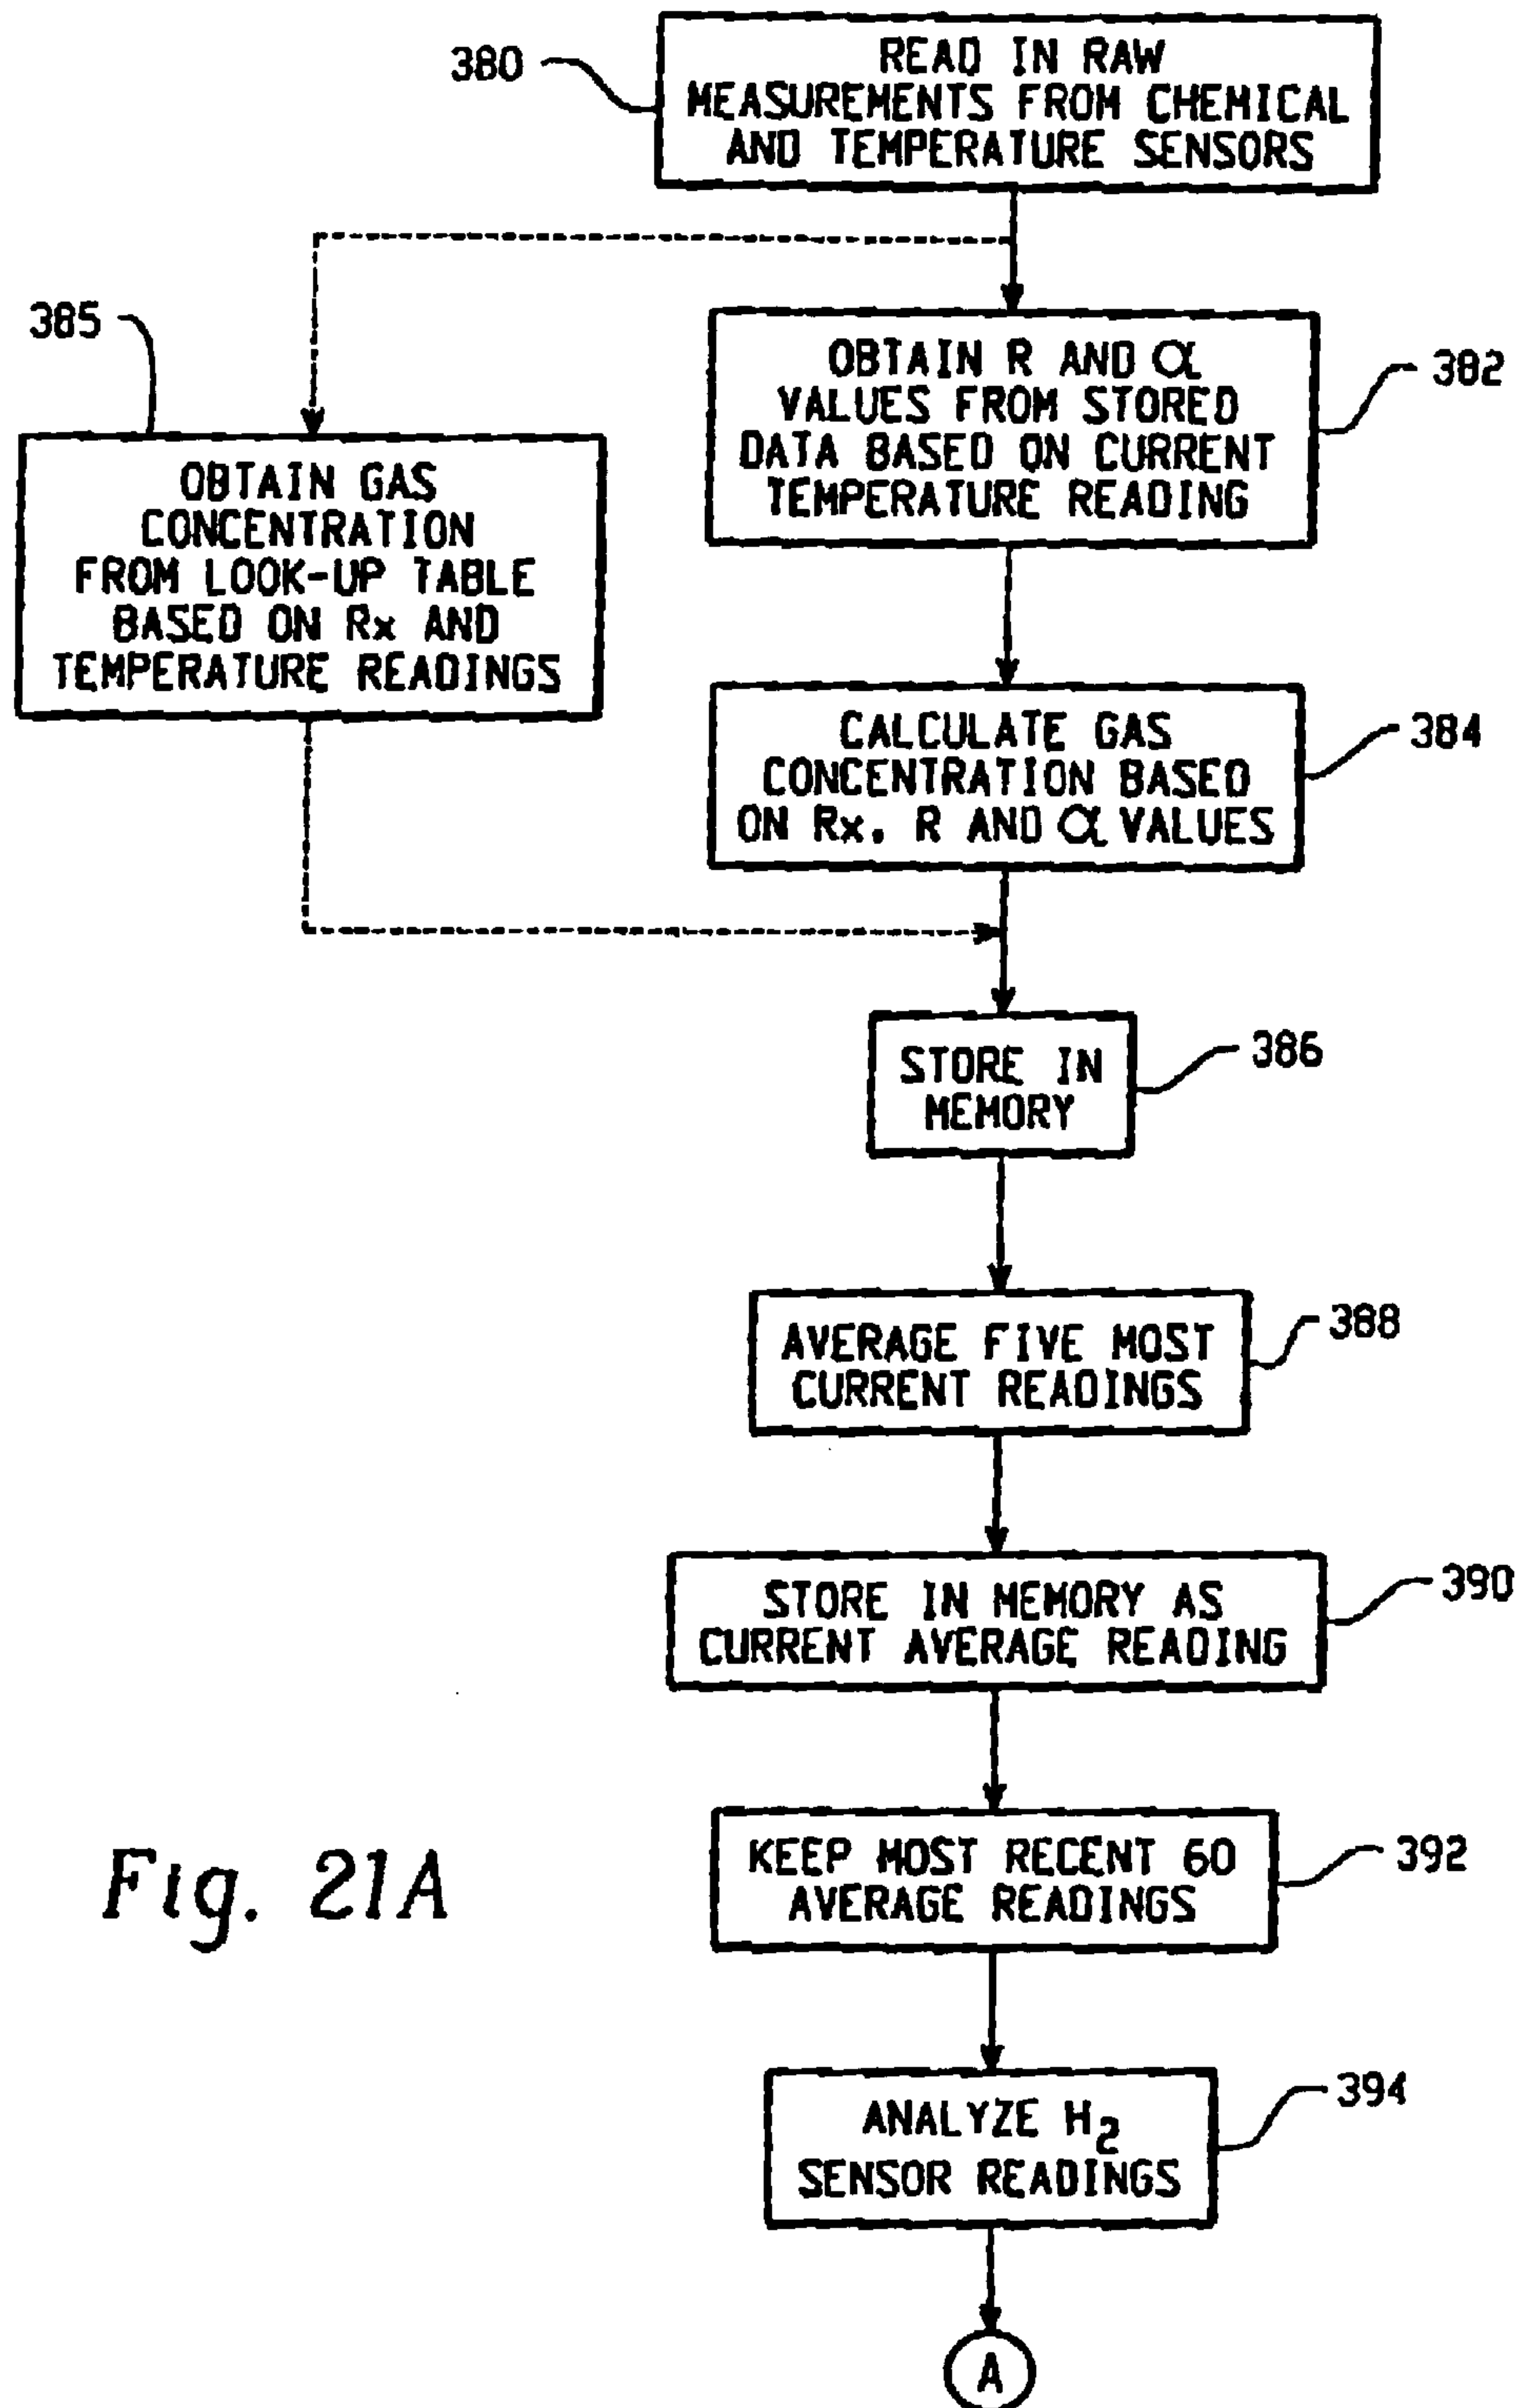 380
READ IN RAW
MEASUREMENTS FROM CHEMICAL
AND TEMPERATURE SENSORS
385
OBTAIN GAS
CONCENTRATION
FROM LOOK-UP TABLE
BASED ON Rx AND
TEMPERATURE READINGS
OBTAIN R AND α
VALUES FROM STORED
DATA BASED ON CURRENT
TEMPERATURE READING
382
CALCULATE GAS
CONCENTRATION BASED
ON Rx, R AND α VALUES
384
STORE IN
MEMORY
386
AVERAGE FIVE MOST
CURRENT READINGS
388
STORE IN MEMORY AS
CURRENT AVERAGE READING
390
KEEP MOST RECENT 60
AVERAGE READINGS
392
Fig. 21A
ANALYZE H₂
SENSOR READINGS
394
A